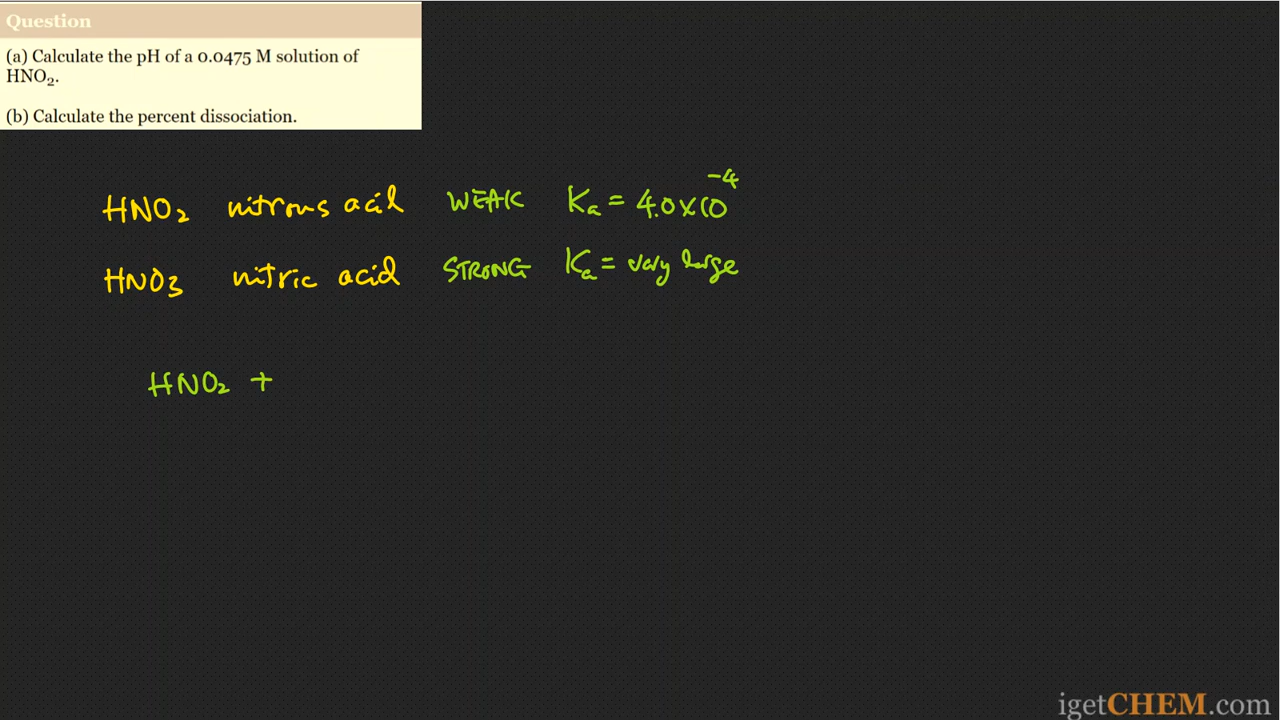 Question
(a) Calculate the pH of a 0.0475 M solution of
HNO₂.
(b) Calculate the percent dissociation.
HNO₂ nitrous acid WEAK Kₐ = 4.0×10⁻⁴
HNO₃ nitric acid STRONG Kₐ = very large
HNO₂ +
igetCHEM.com